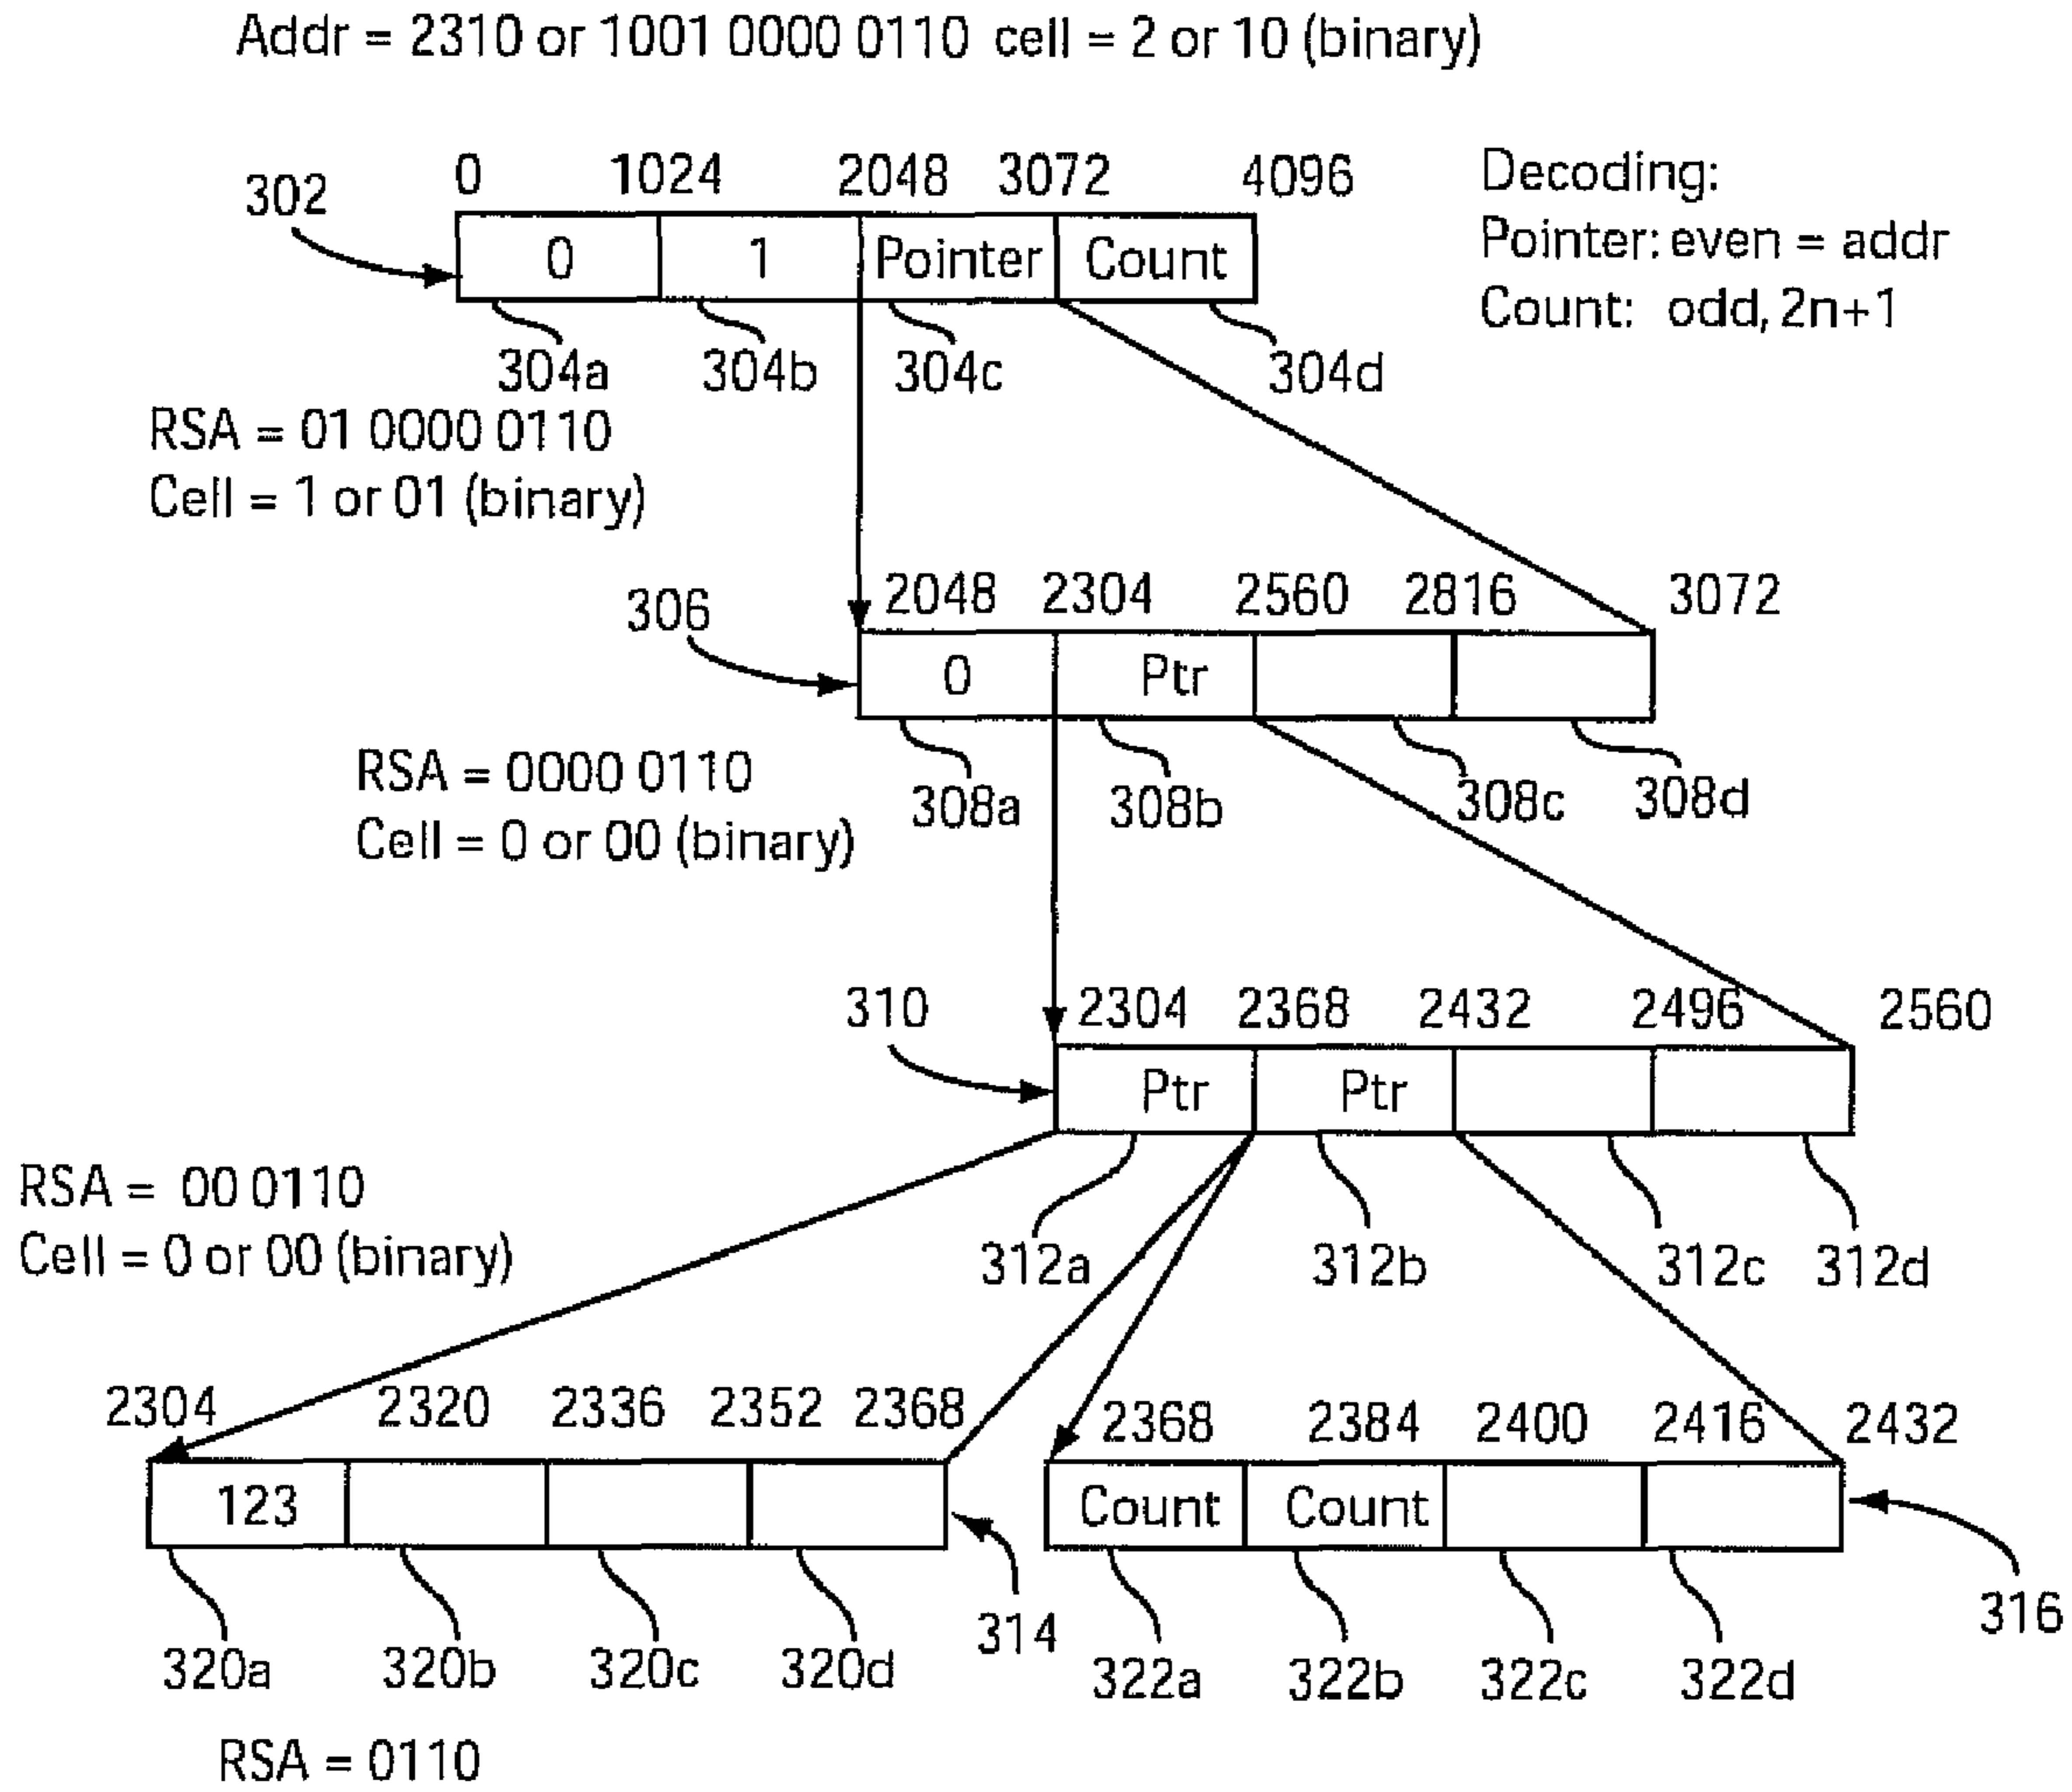 Addr = 2310 or 1001 0000 0110 cell = 2 or 10 (binary)
0 1024 2048 3072 4096
302
0 1 Pointer Count
304a 304b 304c 304d
Decoding:
Pointer: even = addr
Count: odd, 2n+1
RSA = 01 0000 0110
Cell = 1 or 01 (binary)
2048 2304 2560 2816 3072
306
0 Ptr
308a 308b 308c 308d
RSA = 0000 0110
Cell = 0 or 00 (binary)
310 2304 2368 2432 2496 2560
Ptr Ptr
312a 312b 312c 312d
RSA = 00 0110
Cell = 0 or 00 (binary)
2304 2320 2336 2352 2368
123
314
320a 320b 320c 320d
2368 2384 2400 2416 2432
Count Count
316
322a 322b 322c 322d
RSA = 0110